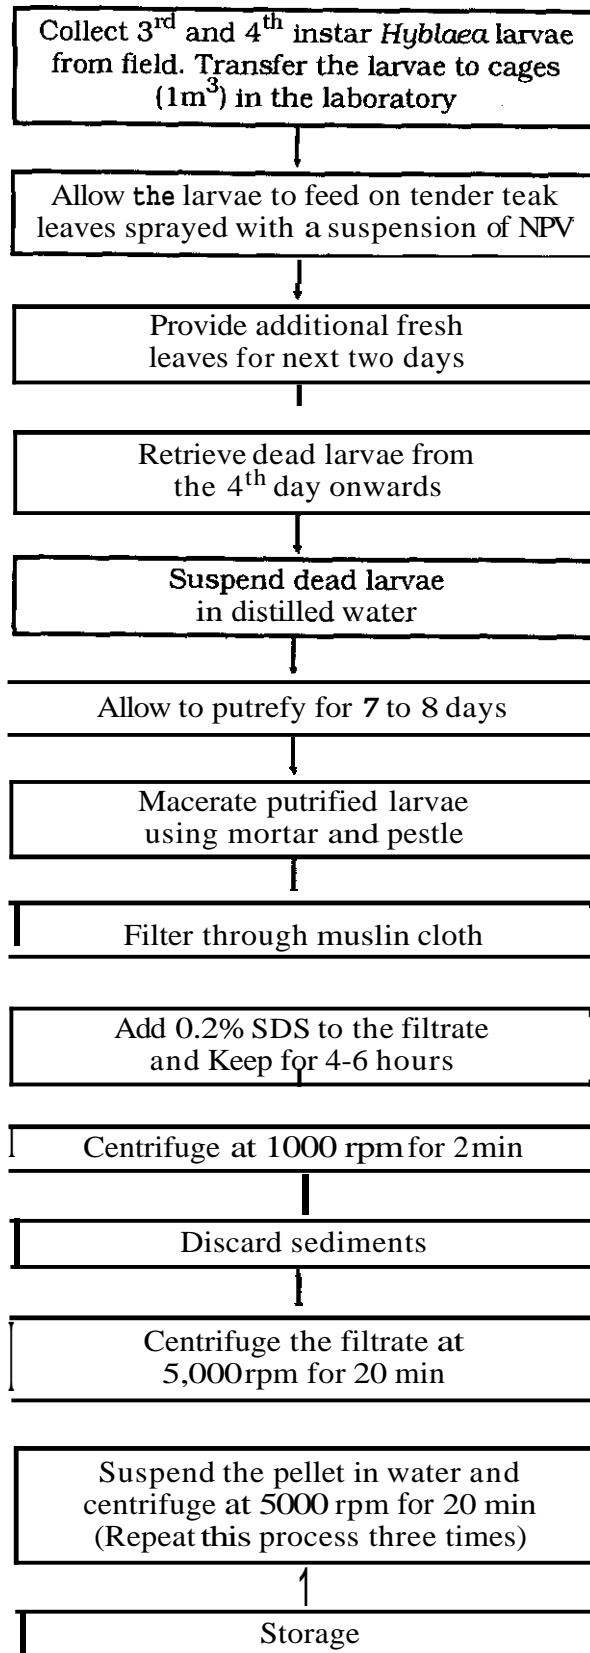 Collect 3rd and 4th instar Hyblaea larvae
from field. Transfer the larvae to cages
(1m3) in the laboratory
Allow the larvae to feed on tender teak
leaves sprayed with a suspension of NPV
Provide additional fresh
leaves for next two days
Retrieve dead larvae from
the 4th day onwards
Suspend dead larvae
in distilled water
Allow to putrefy for 7 to 8 days
Macerate putrified larvae
using mortar and pestle
Filter through muslin cloth
Add 0.2% SDS to the filtrate
and Keep for 4-6 hours
Centrifuge at 1000 rpm for 2 min
Discard sediments
Centrifuge the filtrate at
5,000 rpm for 20 min
Suspend the pellet in water and
centrifuge at 5000 rpm for 20 min
(Repeat this process three times)
Storage